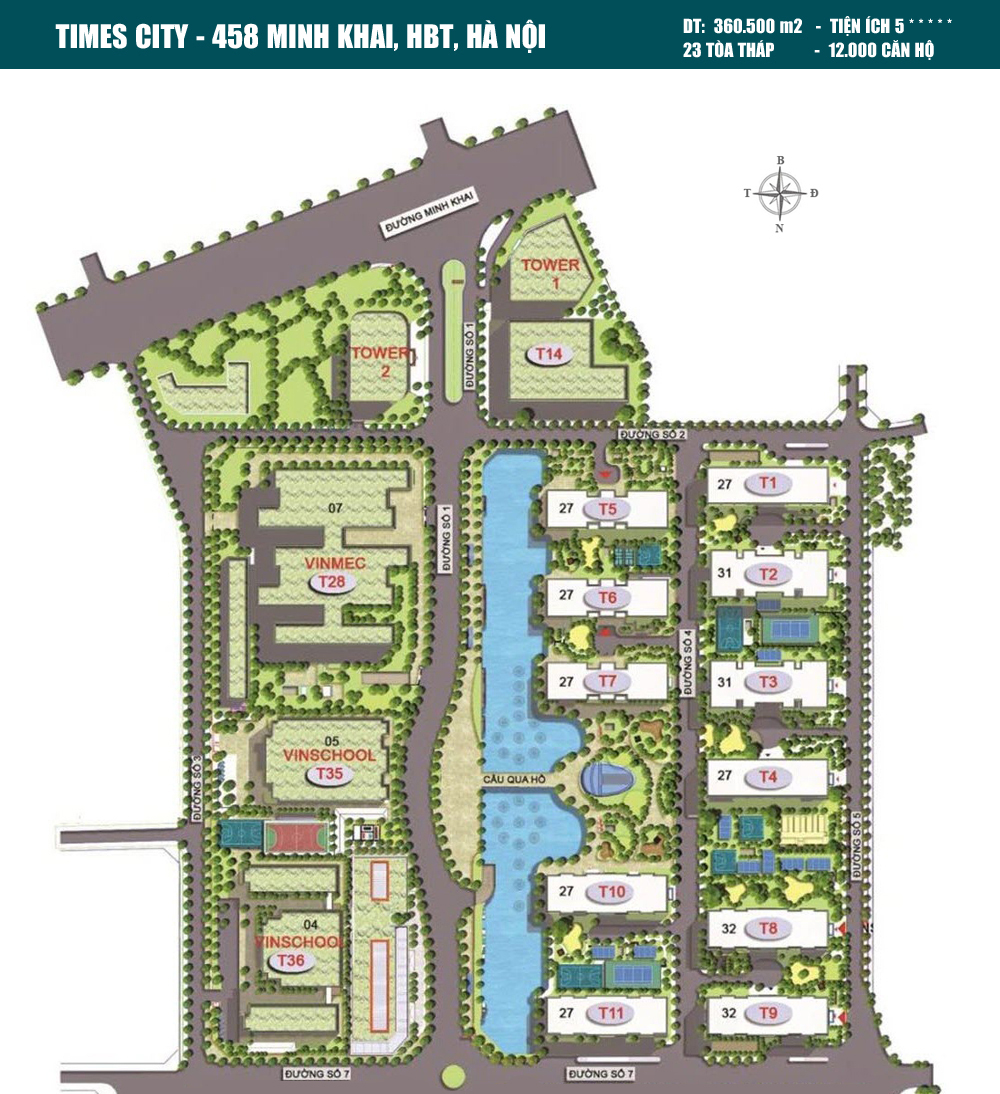 TIMES CITY - 458 MINH KHAI, HBT, HÀ NỘI
DT: 360.500 m2 - TIỆN ÍCH 5 * * * * *
23 TÒA THÁP - 12.000 CĂN HỘ
B
T
Đ
N
ĐƯỜNG MINH KHAI
TOWER
1
ĐƯỜNG SỐ 1
TOWER
2
T14
ĐƯỜNG SỐ 2
07
VINMEC
T28
ĐƯỜNG SỐ 1
27 T5
27 T1
31 T2
27 T6
ĐƯỜNG SỐ 4
27 T7
31 T3
05
VINSCHOOL
T35
ĐƯỜNG SỐ 3
CẦU QUA HỒ
27 T4
ĐƯỜNG SỐ 5
27 T10
04
VINSCHOOL
T36
32 T8
27 T11
32 T9
ĐƯỜNG SỐ 7
ĐƯỜNG SỐ 7